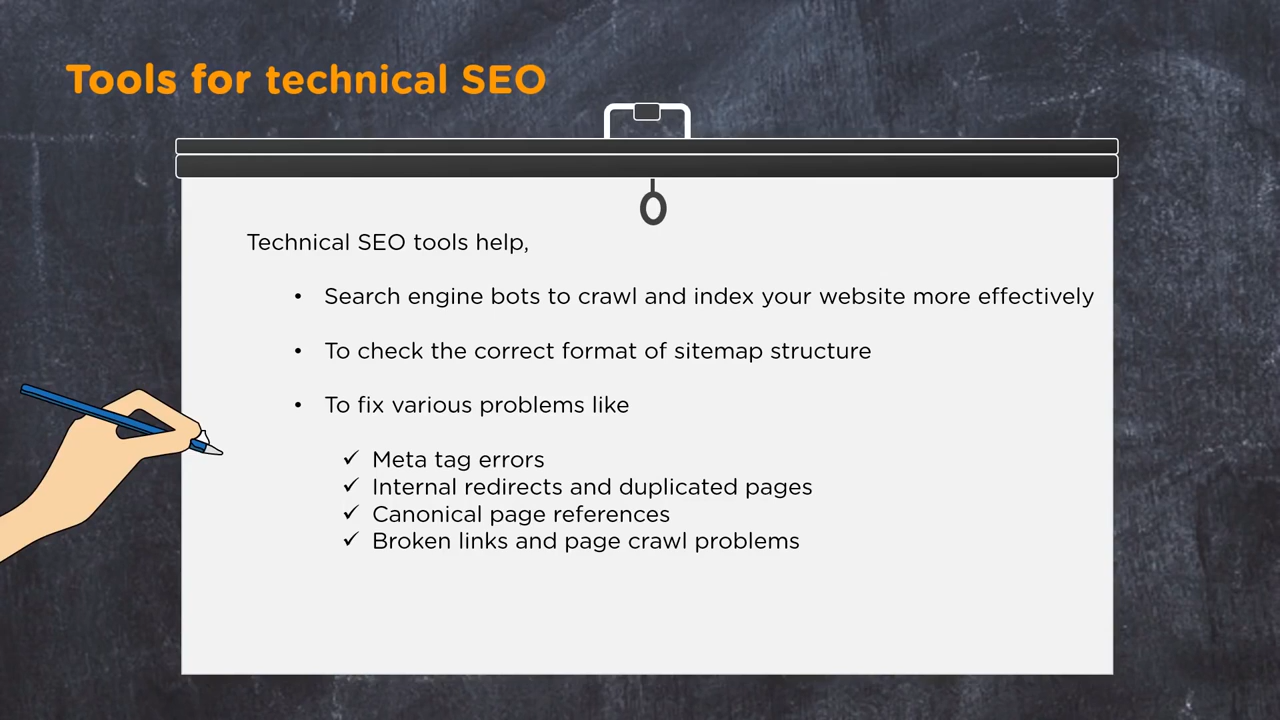 Tools for technical SEO
Technical SEO tools help,
• Search engine bots to crawl and index your website more effectively
• To check the correct format of sitemap structure
• To fix various problems like
✓ Meta tag errors
✓ Internal redirects and duplicated pages
✓ Canonical page references
✓ Broken links and page crawl problems